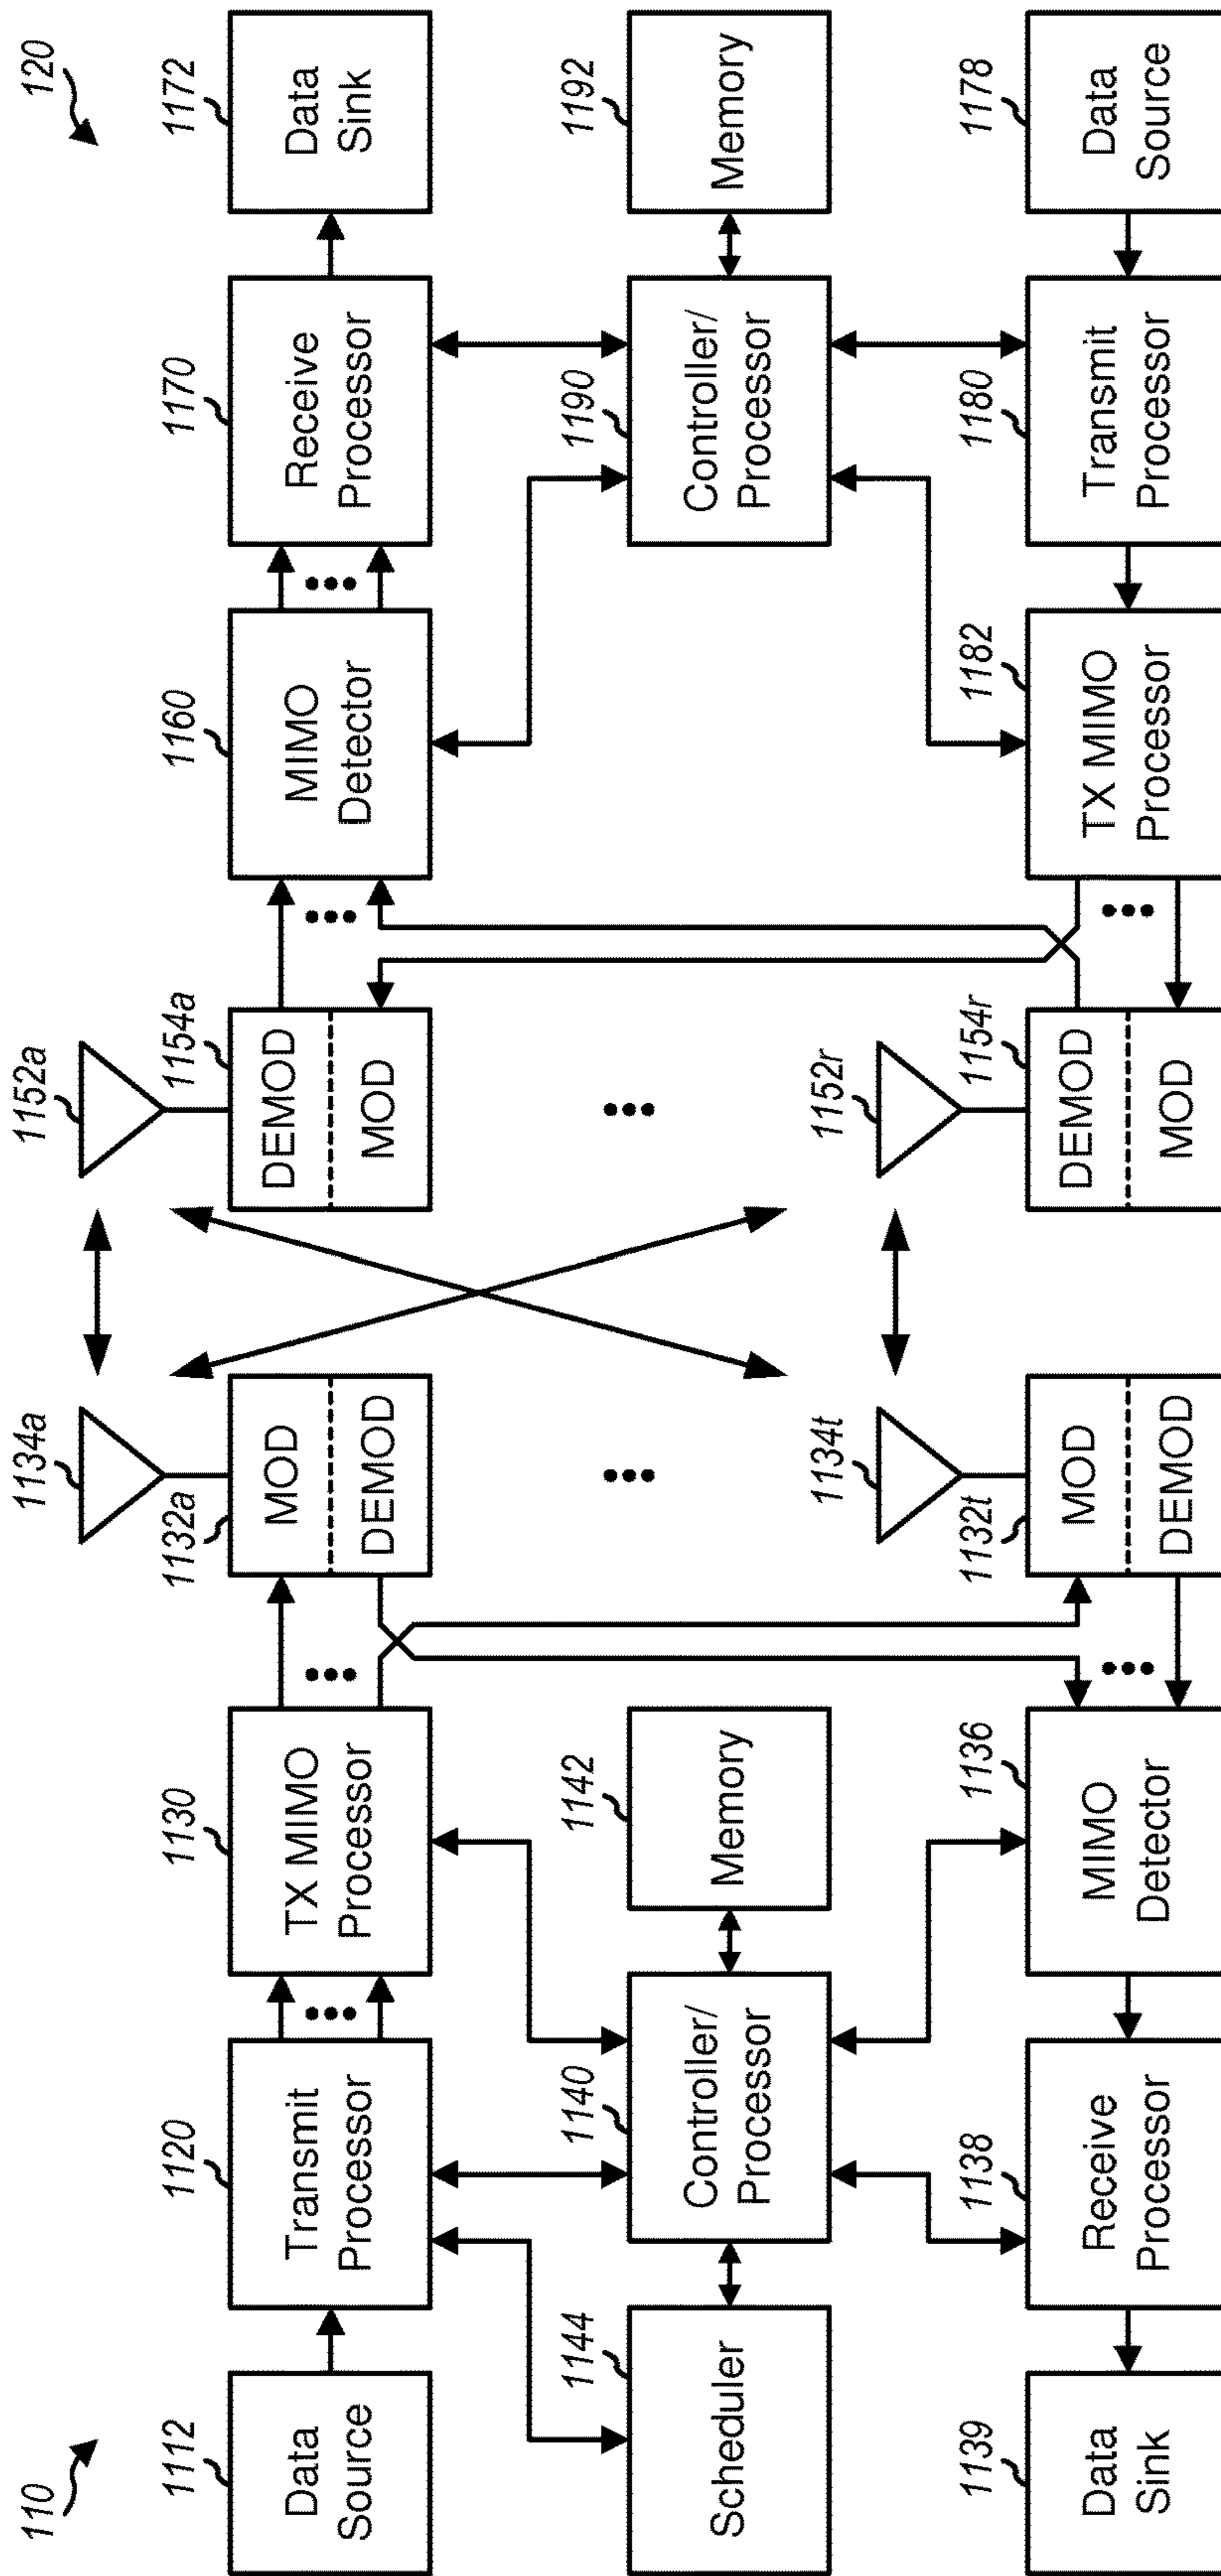 110
120
1112
Data
Source
1120
Transmit
Processor
1130
TX MIMO
Processor
1134a
1132a
MOD
DEMOD
1152a
1154a
DEMOD
MOD
1160
MIMO
Detector
1170
Receive
Processor
1172
Data
Sink
1144
Scheduler
1140
Controller/
Processor
1142
Memory
1190
Controller/
Processor
1192
Memory
1139
Data
Sink
1138
Receive
Processor
1136
MIMO
Detector
1134t
1132t
MOD
DEMOD
1152r
1154r
DEMOD
MOD
1182
TX MIMO
Processor
1180
Transmit
Processor
1178
Data
Source